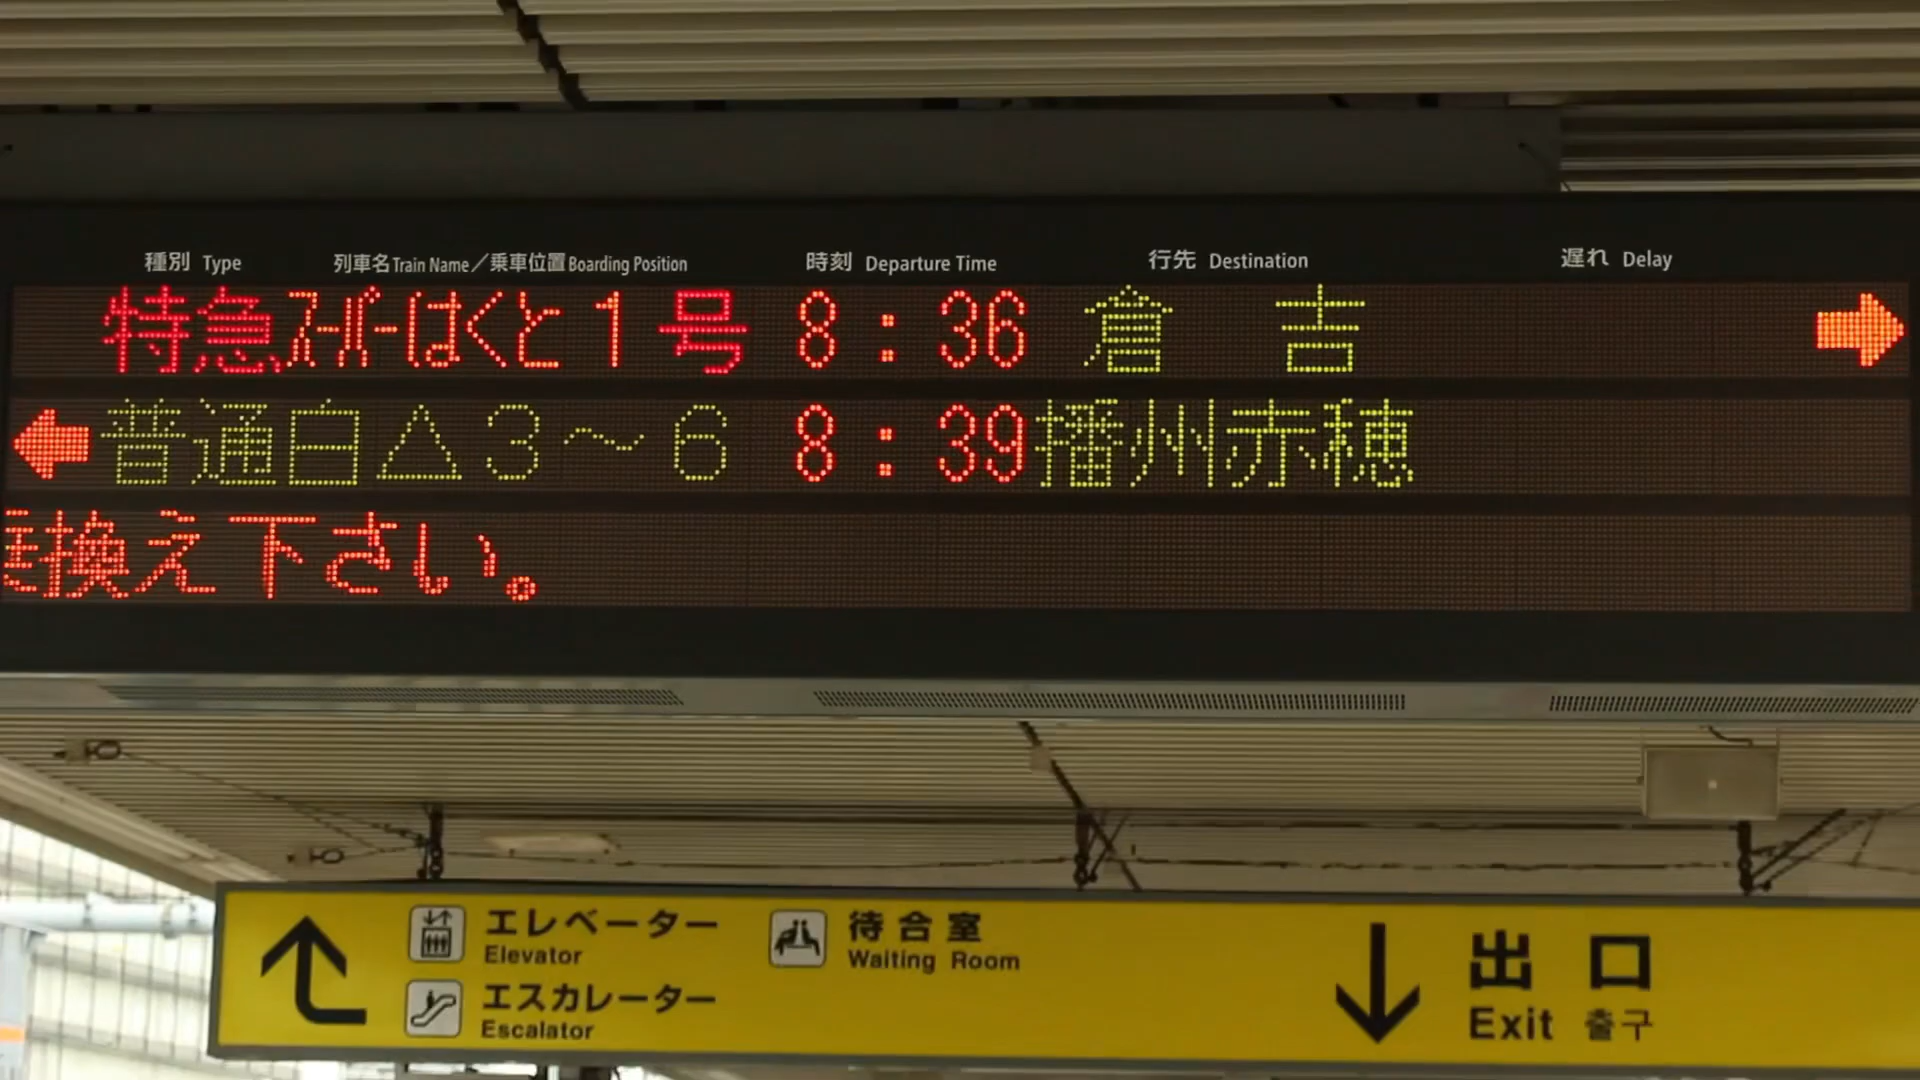 種別 Type 列車名 Train Name／乗車位置 Boarding Position 時刻 Departure Time 行先 Destination 遅れ Delay
特急 ｽｰﾊﾟｰはくと1号 8:36 倉吉
普通 白△3～6 8:39 播州赤穂
換え下さい。
エレベーター
Elevator
エスカレーター
Escalator
待合室
Waiting Room
出口
Exit 출구